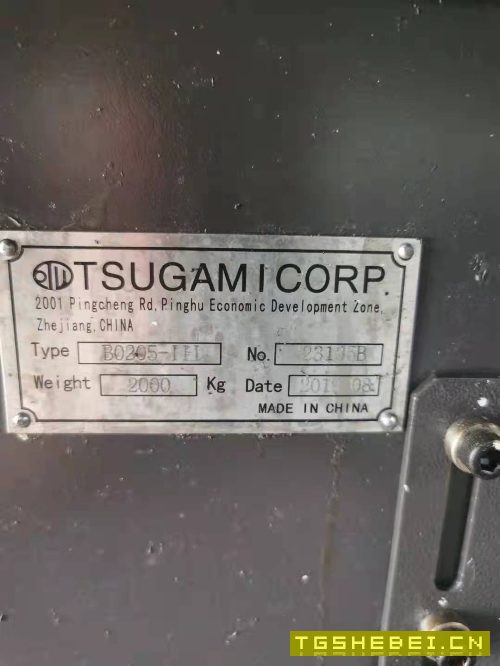 TSUGAMI CORP
2001 Pingcheng Rd, Pinghu Economic Development Zone,
Zhejiang, CHINA
Type B0205-III No. 23135B
Weight 2000 Kg Date
MADE IN CHINA
TGSHEBEI.CN